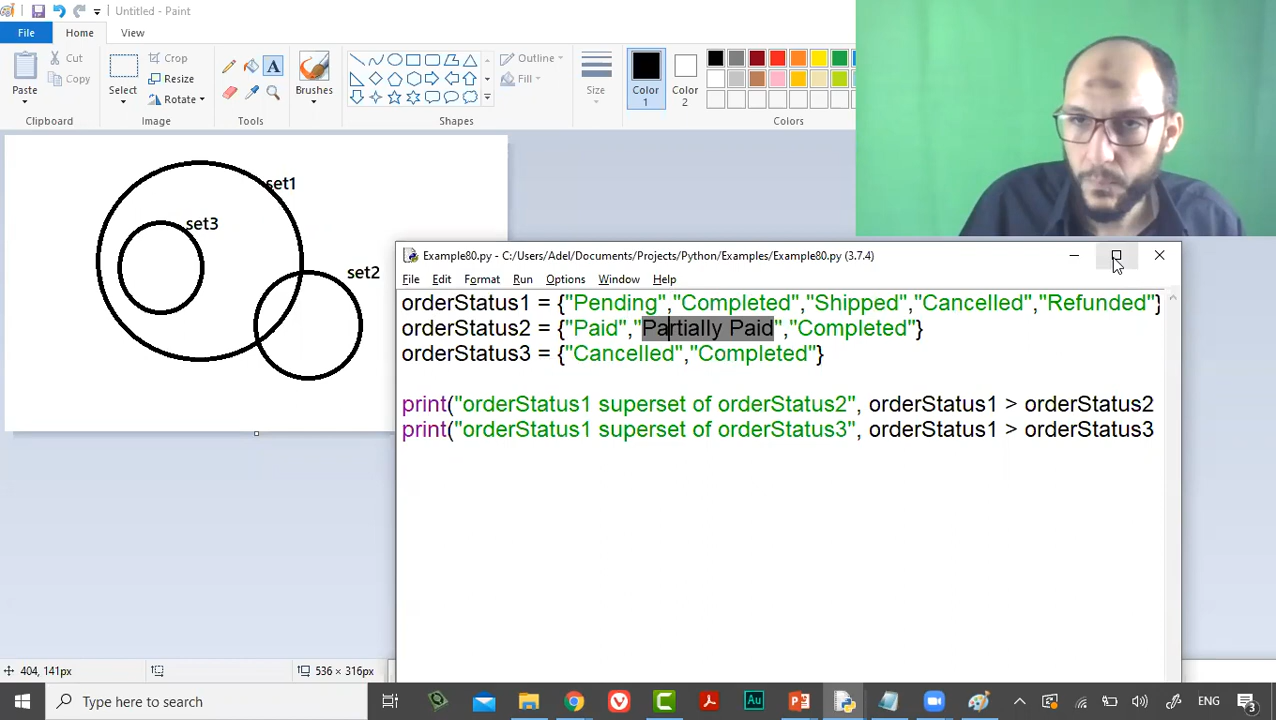 Untitled - Paint
File Home View
Paste
Cut
Copy
Clipboard
Select
Crop
Resize
Rotate
Image
A
Tools
Brushes
Outline
Fill
Shapes
Size
Color 1
Color 2
Colors
set1
set3
set2
Example80.py - C:/Users/Adel/Documents/Projects/Python/Examples/Example80.py (3.7.4)
File Edit Format Run Options Window Help
orderStatus1 = {"Pending","Completed","Shipped","Cancelled","Refunded"}
orderStatus2 = {"Paid","Partially Paid","Completed"}
orderStatus3 = {"Cancelled","Completed"}
print("orderStatus1 superset of orderStatus2", orderStatus1 > orderStatus2
print("orderStatus1 superset of orderStatus3", orderStatus1 > orderStatus3
404, 141px
536 × 316px
Type here to search
Au
ENG
3